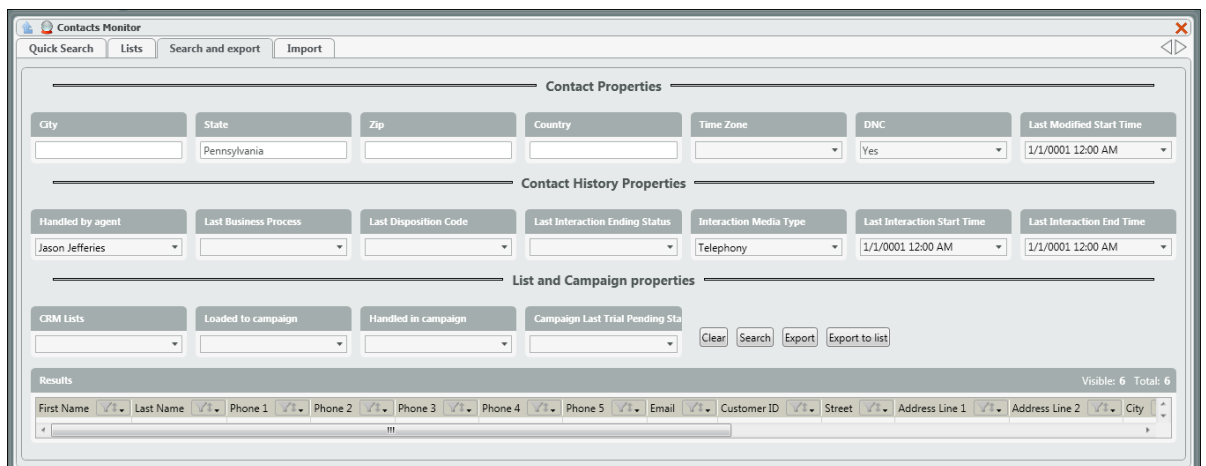 Contacts Monitor
Quick Search Lists Search and export Import
Contact Properties
City State Zip Country Time Zone DNC Last Modified Start Time
Pennsylvania Yes 1/1/0001 12:00 AM
Contact History Properties
Handled by agent Last Business Process Last Disposition Code Last Interaction Ending Status Interaction Media Type Last Interaction Start Time Last Interaction End Time
Jason Jefferies Telephony 1/1/0001 12:00 AM 1/1/0001 12:00 AM
List and Campaign properties
CRM Lists Loaded to campaign Handled in campaign Campaign Last Trial Pending Sta
Clear Search Export Export to list
Results Visible: 6 Total: 6
First Name Last Name Phone 1 Phone 2 Phone 3 Phone 4 Phone 5 Email Customer ID Street Address Line 1 Address Line 2 City